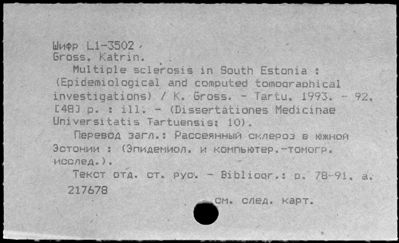 Шифр L1-3502
Gross, Katrin.
Multiple sclerosis in South Estonia :
(Epidemiological and computed tomographical
investigations) / K. Gross. - Tartu, 1993. - 92,
[48] p. : ill. - (Dissertationes Medicinae
Universitatis Tartuensis; 10).
Перевод загл.: Рассеянный склероз в южной
Эстонии : (Эпидемиол. и компьютер.-томогр.
исслед.).
Текст отд. ст. рус. - Bibliogr.: p. 78-91. а.
217678
см. след. карт.